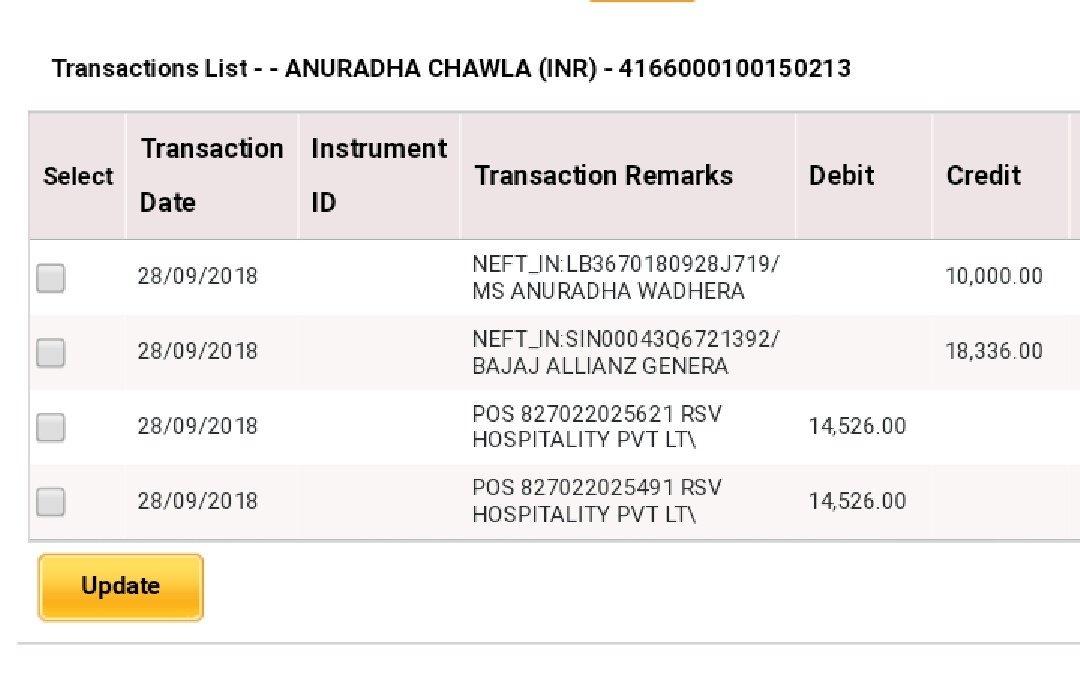 Transactions List - - ANURADHA CHAWLA (INR) - 4166000100150213
Select Transaction Date Instrument ID Transaction Remarks Debit Credit
28/09/2018 NEFT_IN:LB3670180928J719/ 10,000.00
MS ANURADHA WADHERA
28/09/2018 NEFT_IN:SIN00043Q6721392/ 18,336.00
BAJAJ ALLIANZ GENERA
28/09/2018 POS 827022025621 RSV 14,526.00
HOSPITALITY PVT LT\
28/09/2018 POS 827022025491 RSV 14,526.00
HOSPITALITY PVT LT\
Update